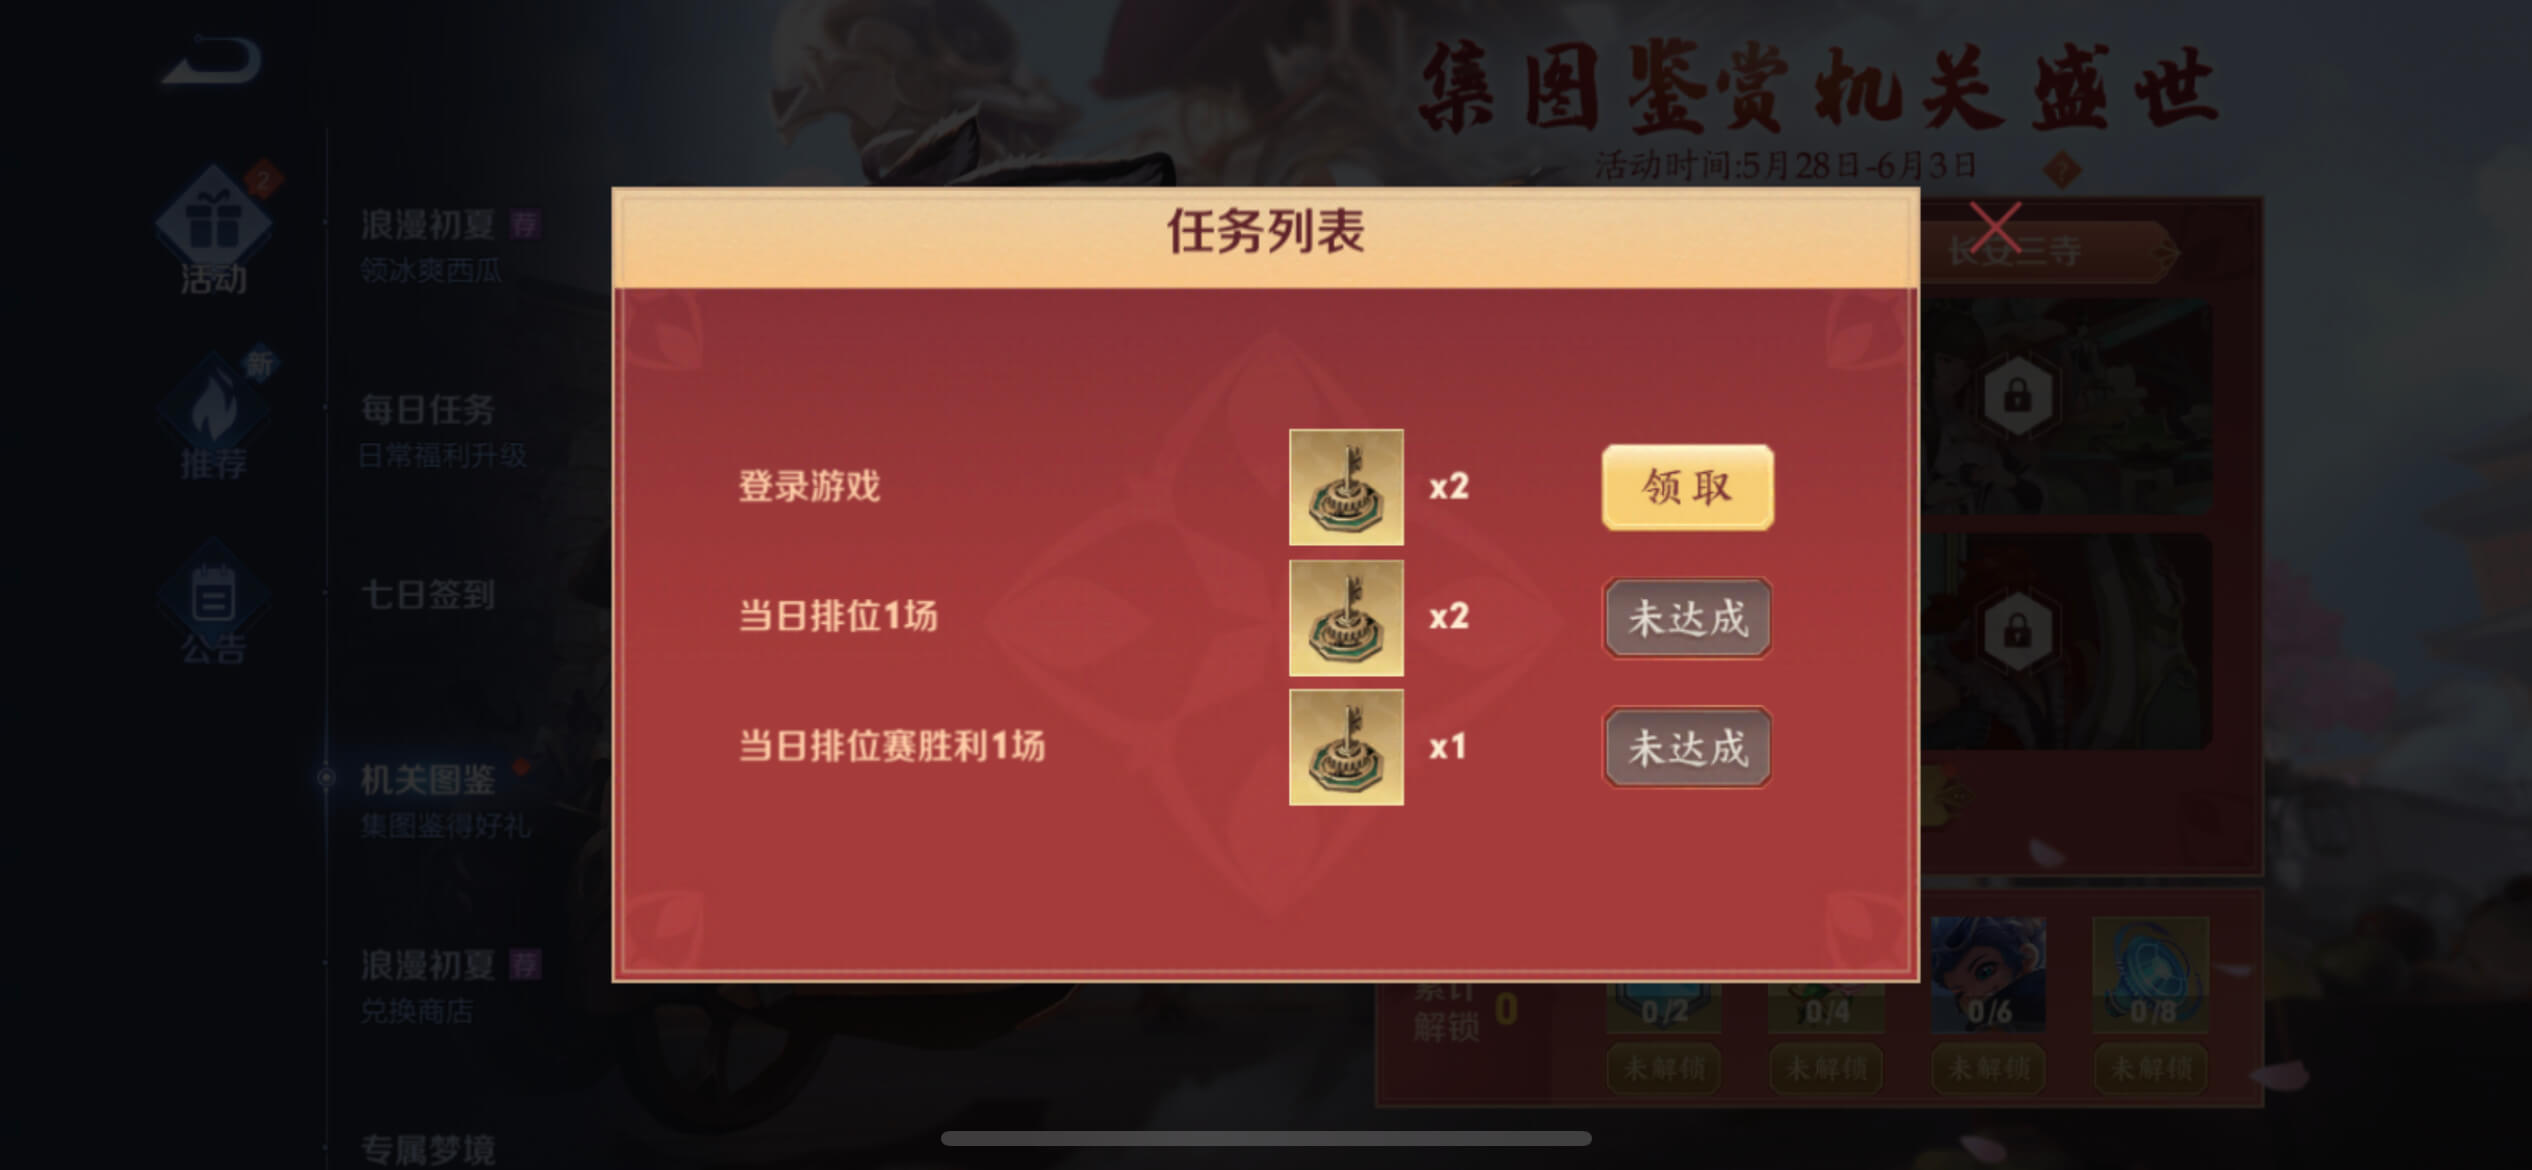 集图鉴赏机关盛世
活动时间:5月28日-6月3日
?
2
活动
新
推荐
公告
浪漫初夏 荐
领冰爽西瓜
每日任务
日常福利升级
七日签到
机关图鉴
集图鉴得好礼
浪漫初夏 荐
兑换商店
专属梦境
任务列表
长安三寺
登录游戏 x2 领取
当日排位1场 x2 未达成
当日排位赛胜利1场 x1 未达成
累计
解锁 0
0/2 0/4 0/6 0/8
未解锁 未解锁 未解锁 未解锁